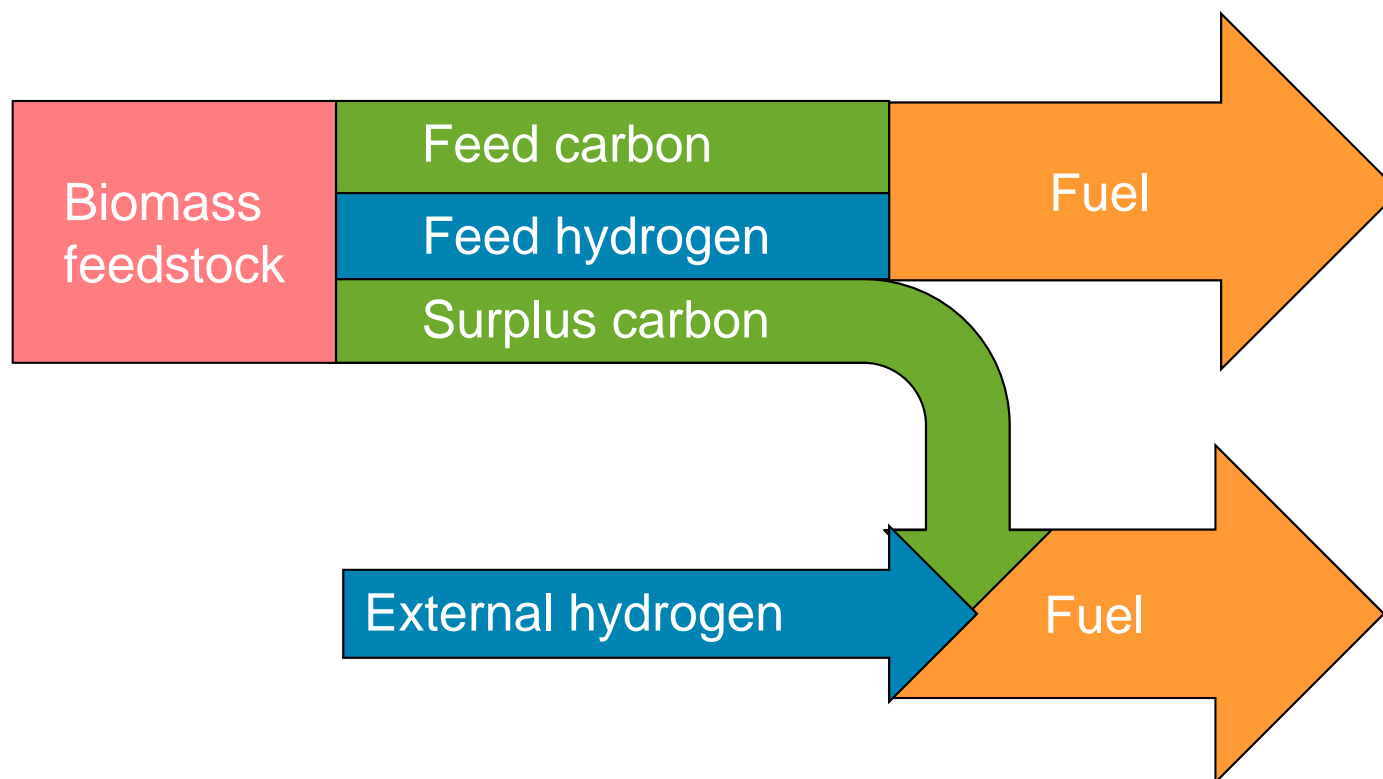 Biomass
feedstock
Feed carbon
Feed hydrogen
Surplus carbon
Fuel
External hydrogen
Fuel